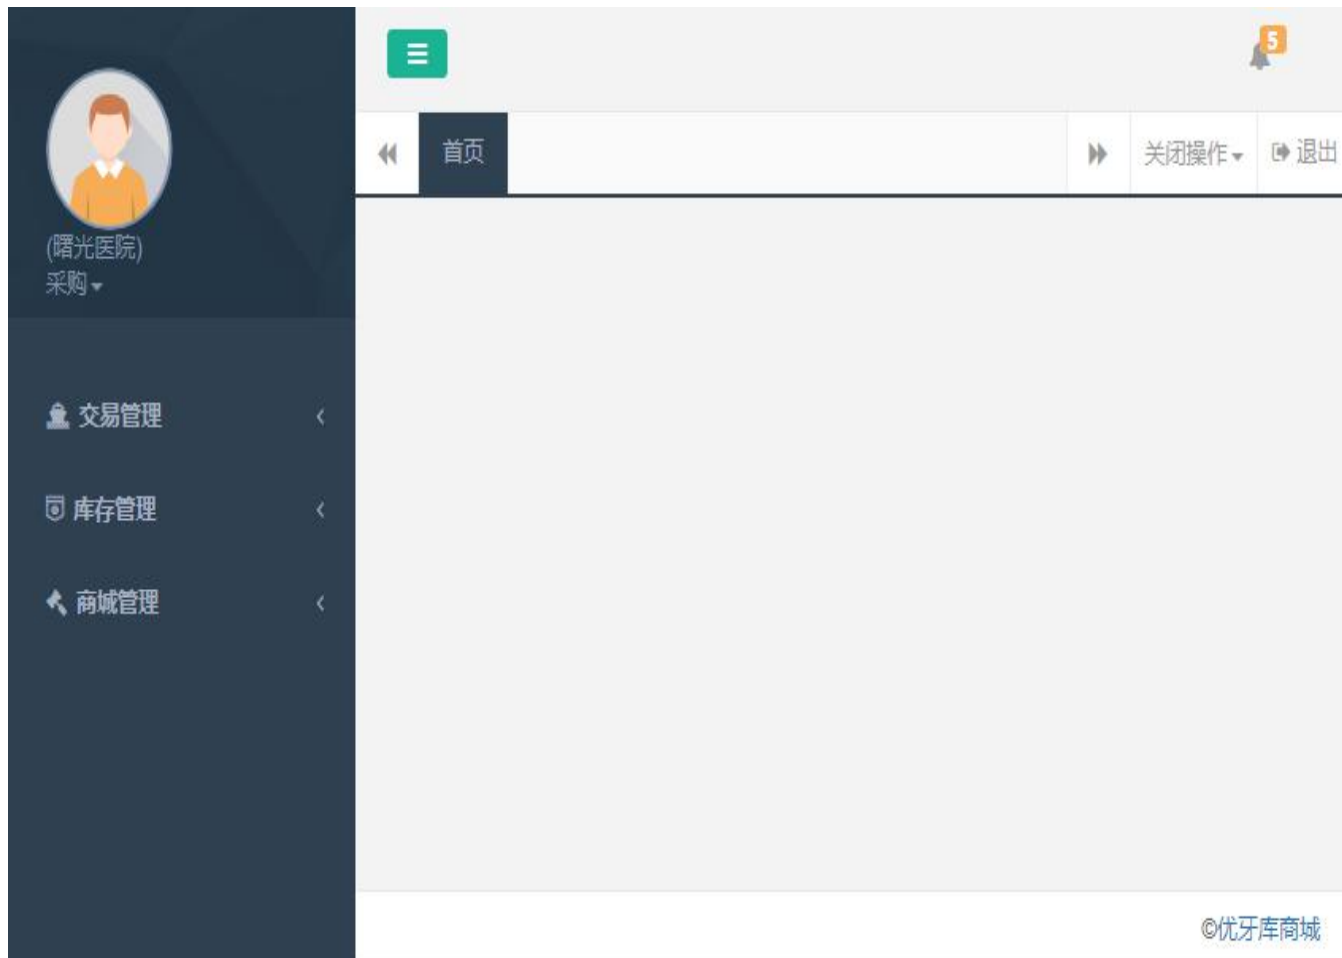 5
首页
关闭操作
退出
(曙光医院)
采购
交易管理
库存管理
商城管理
©优牙库商城